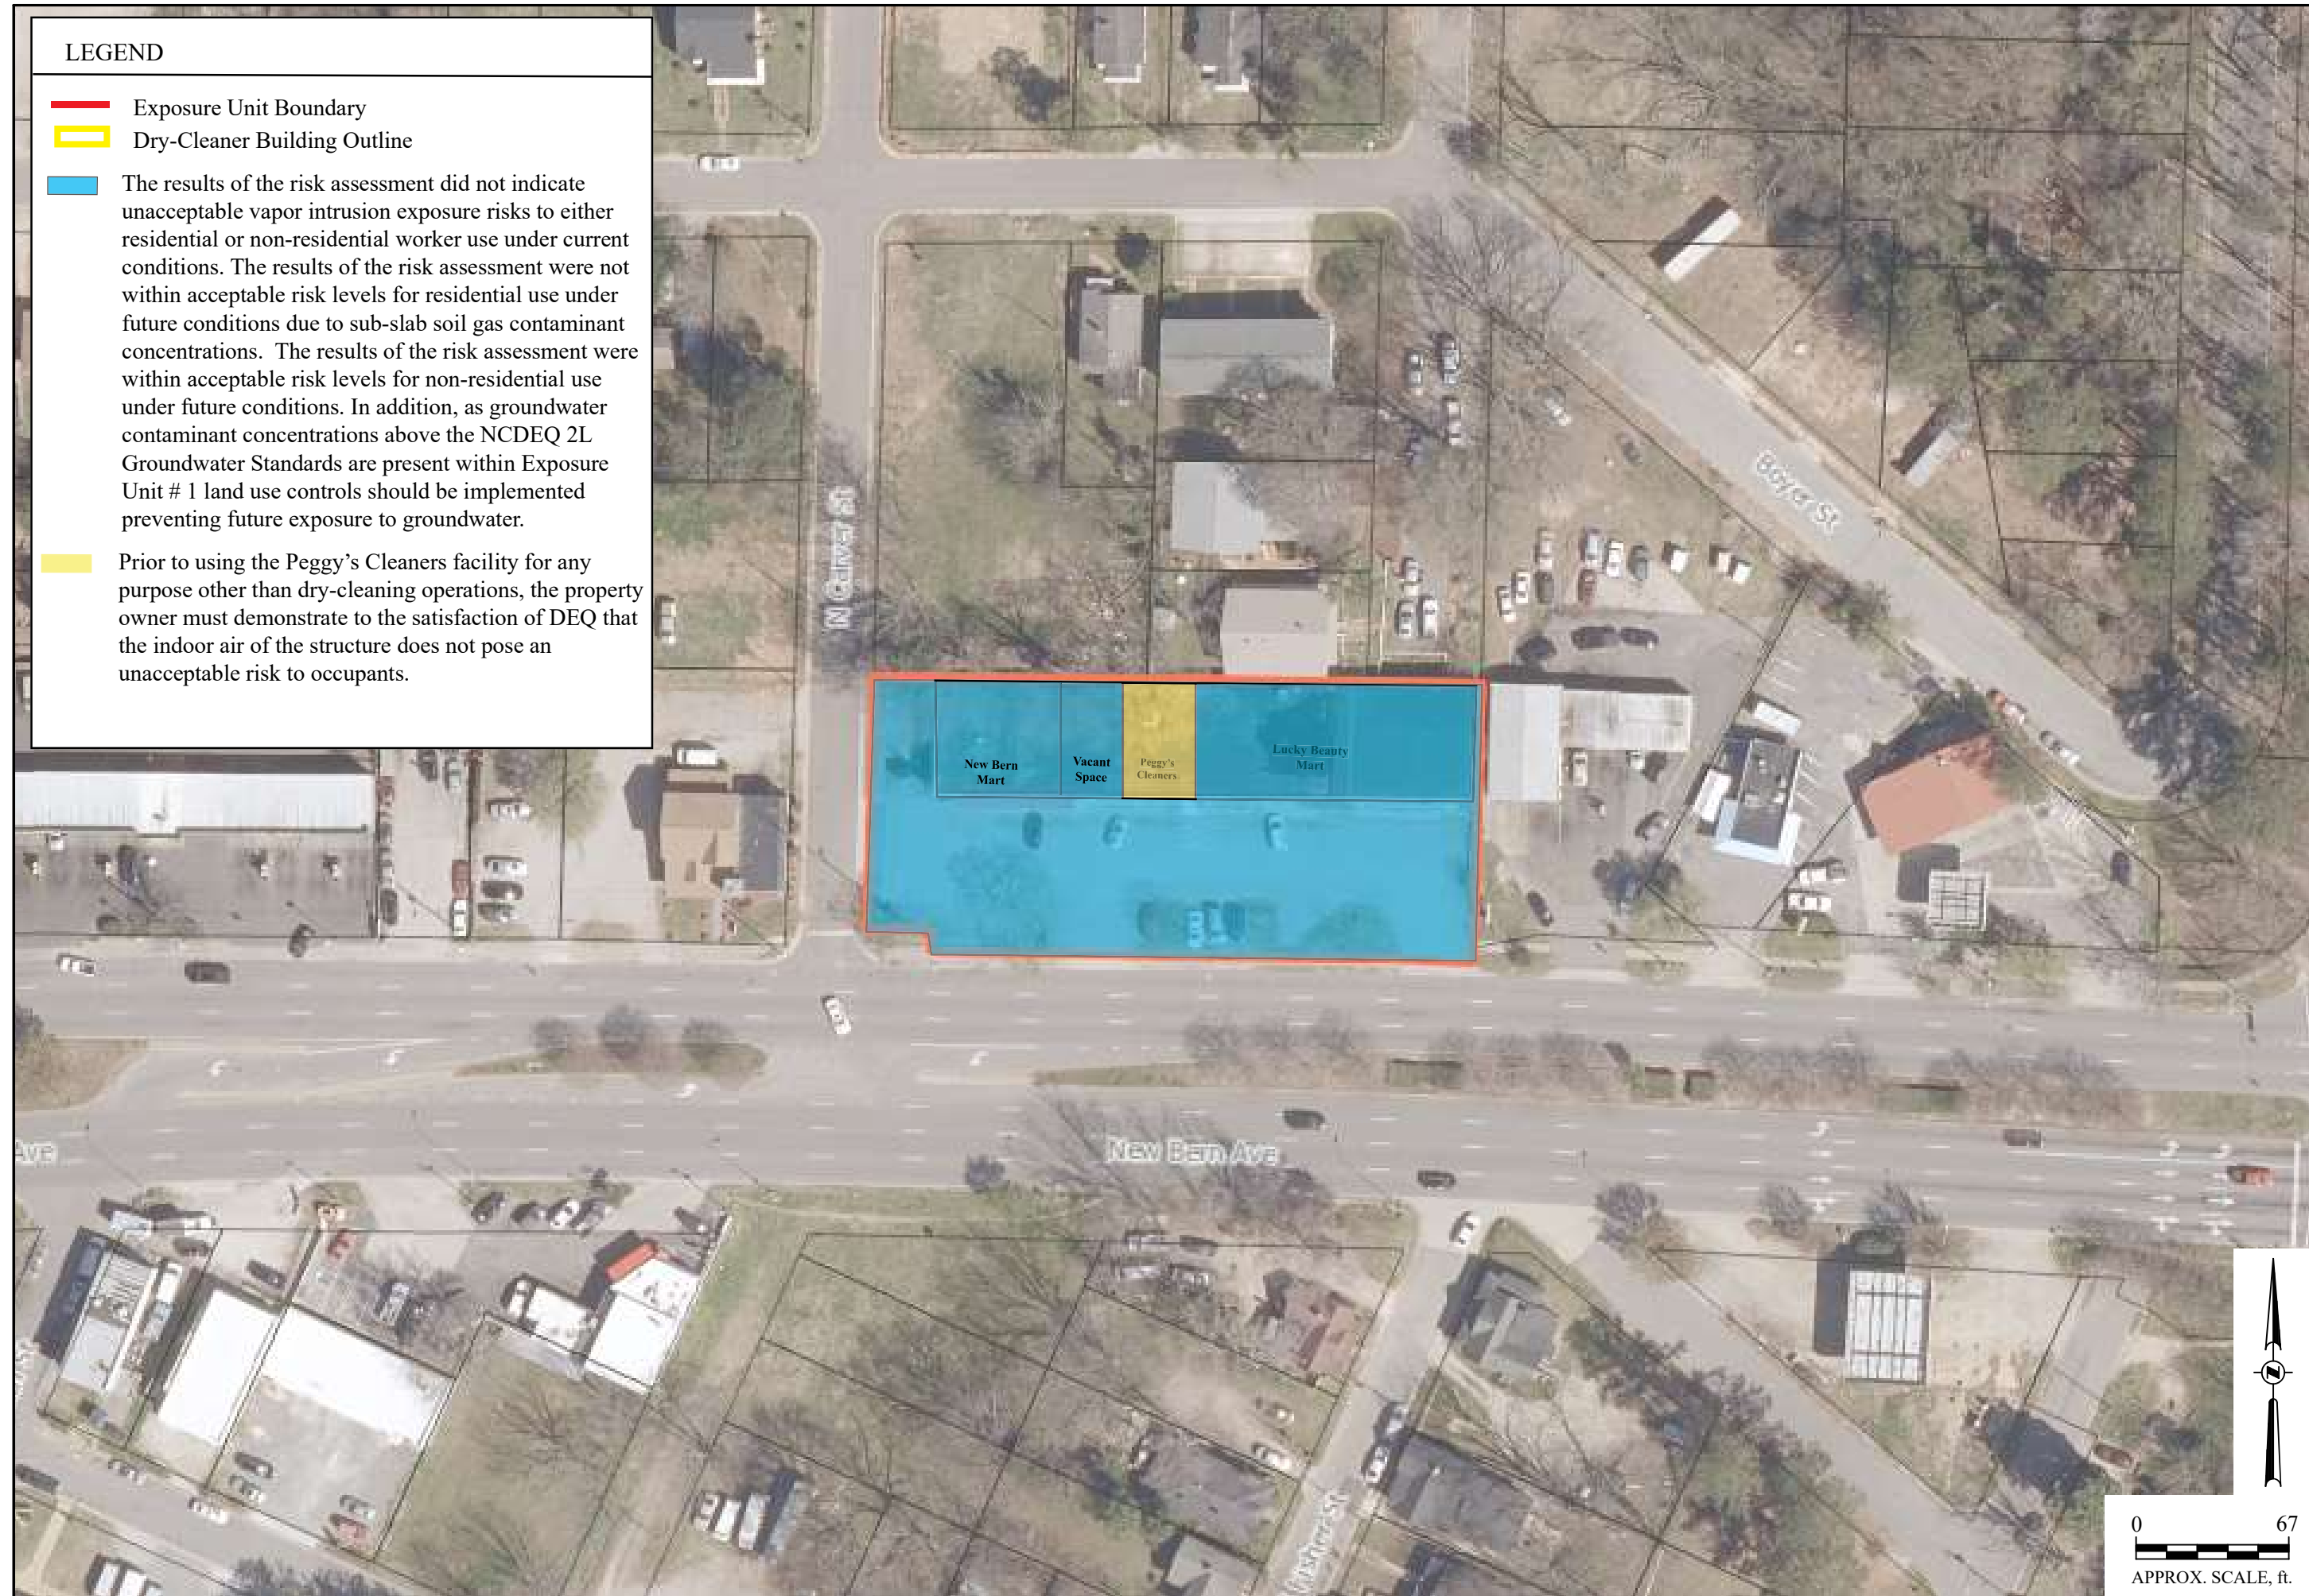 LEGEND
Exposure Unit Boundary
Dry-Cleaner Building Outline
The results of the risk assessment did not indicate
unacceptable vapor intrusion exposure risks to either
residential or non-residential worker use under current
conditions. The results of the risk assessment were not
within acceptable risk levels for residential use under
future conditions due to sub-slab soil gas contaminant
concentrations. The results of the risk assessment were
within acceptable risk levels for non-residential use
under future conditions. In addition, as groundwater
contaminant concentrations above the NCDEQ 2L
Groundwater Standards are present within Exposure
Unit # 1 land use controls should be implemented
preventing future exposure to groundwater.
Prior to using the Peggy’s Cleaners facility for any
purpose other than dry-cleaning operations, the property
owner must demonstrate to the satisfaction of DEQ that
the indoor air of the structure does not pose an
unacceptable risk to occupants.
N Carver St
Boyer St
New Bern
Mart
Vacant
Space
Peggy's
Cleaners
Lucky Beauty
Mart
Ave
New Bern Ave
N
0 67
APPROX. SCALE, ft.